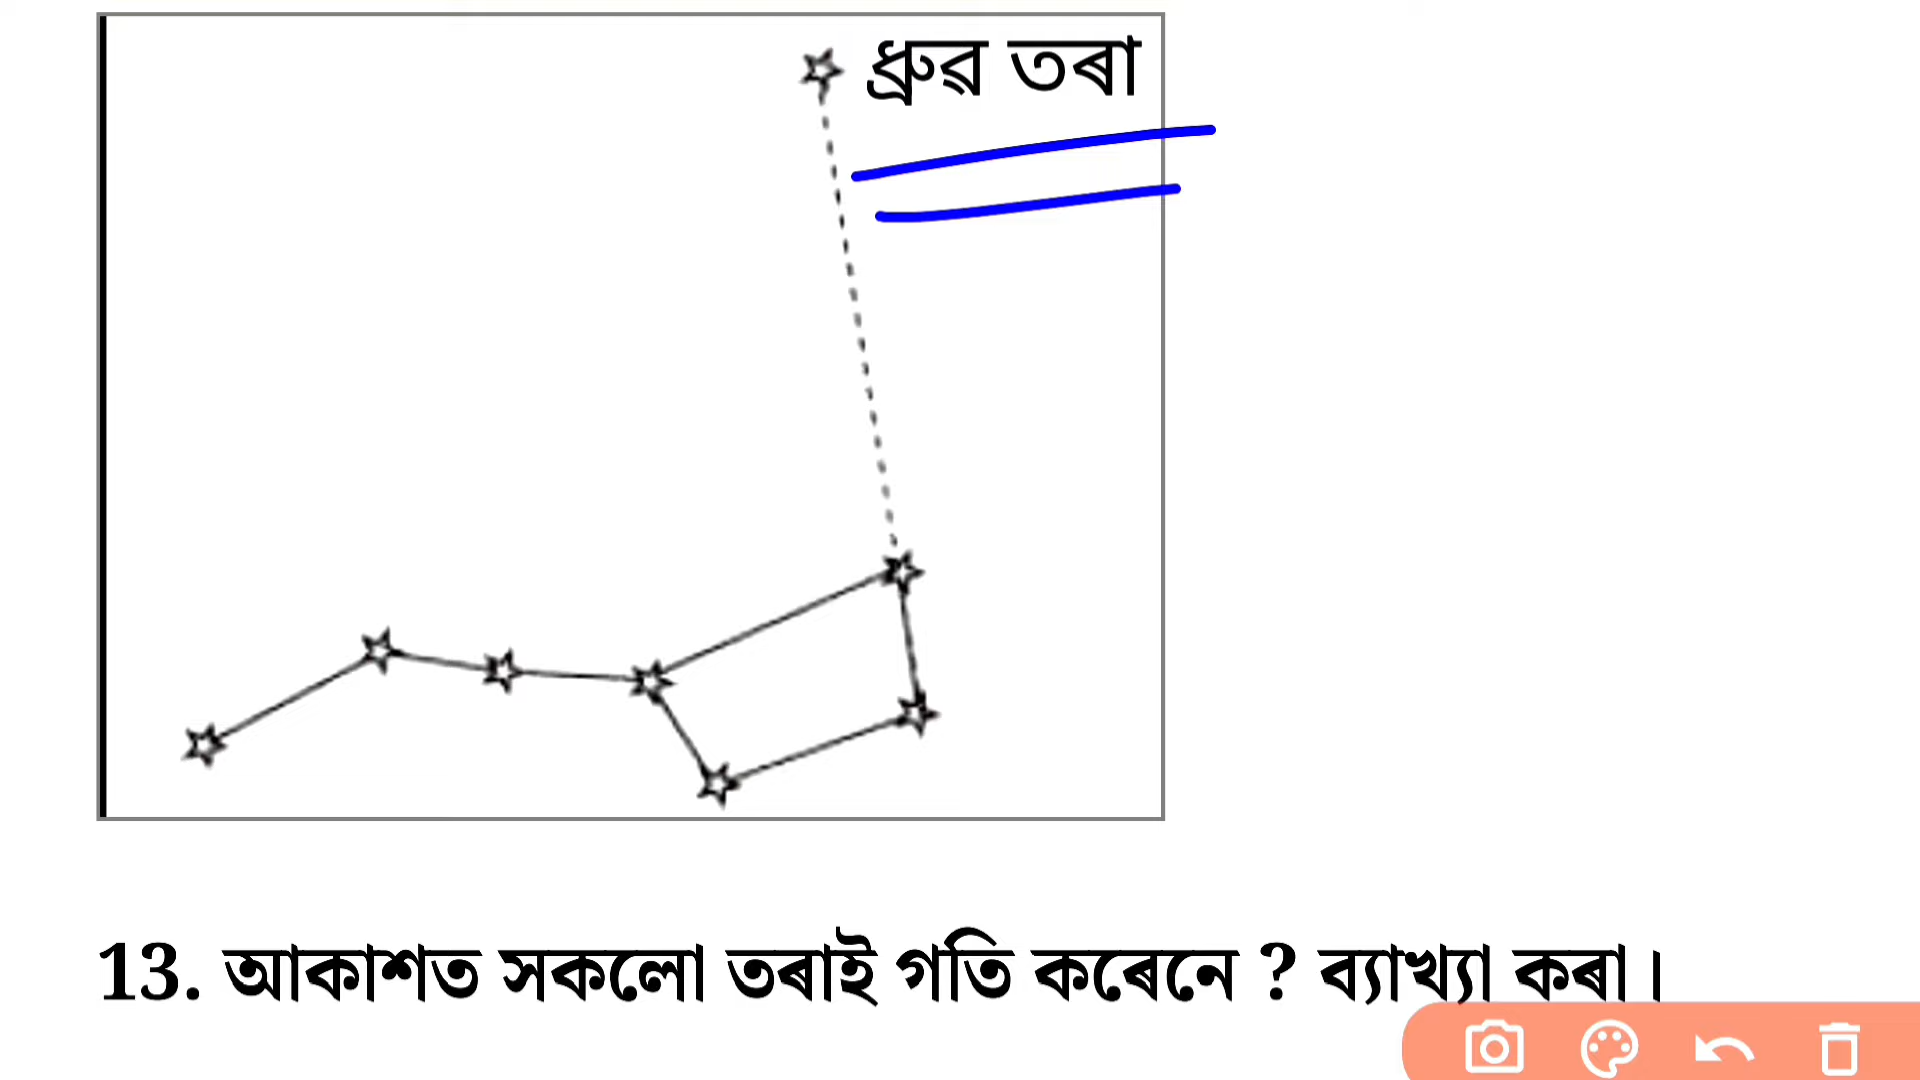 ধ্ৰুৱ তৰা
13. আকাশত সকলো তৰাই গতি কৰেনে ? ব্যাখ্যা কৰা।